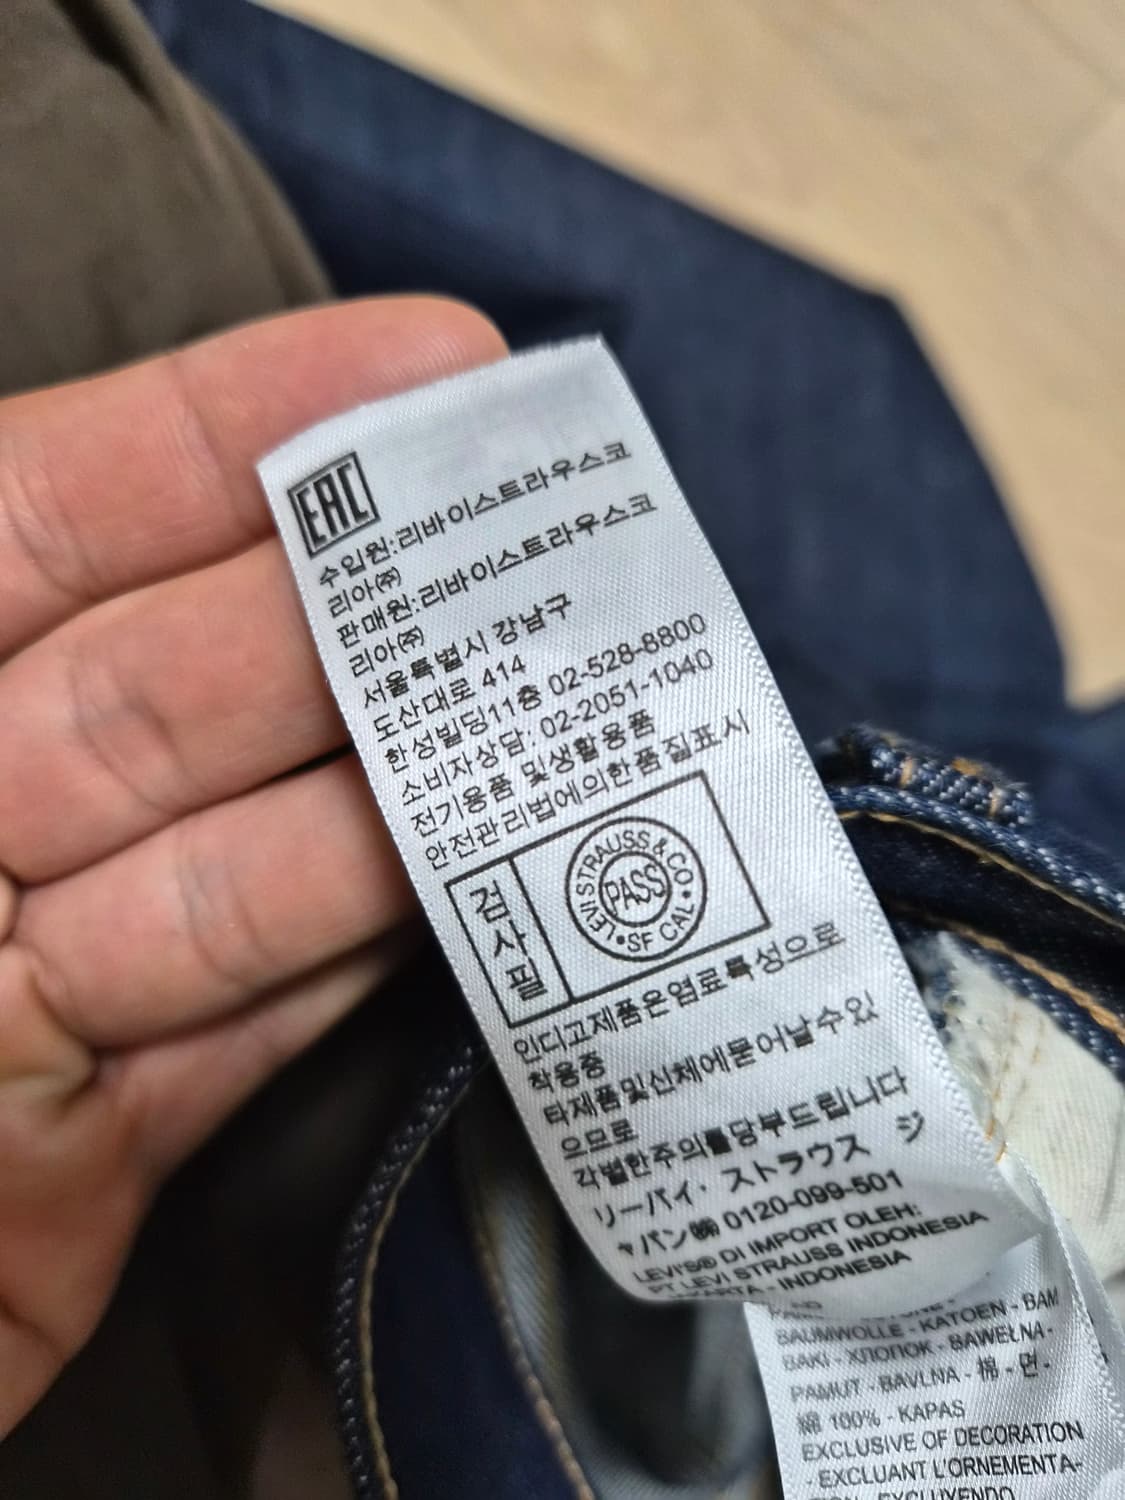 EAC
수입원:리바이스트라우스코
리아㈜
판매원:리바이스트라우스코
리아㈜
서울특별시 강남구
도산대로 414
한성빌딩11층 02-528-8800
소비자상담: 02-2051-1040
전기용품 및생활용품
안전관리법에의한품질표시
검사필
LEVI STRAUSS & CO
PASS
SF CAL
인디고제품은염료특성으로
착용중
타제품및신체에묻어날수있
으므로
각별한주의를당부드립니다
リーバイ・ストラウス ジ
ャパン㈱ 0120-099-501
LEVI'S® DI IMPORT OLEH:
PT LEVI STRAUSS INDONESIA
- INDONESIA
BAUMWOLLE - KATOEN - BAM
BAKI - ХЛОПОК - BAWEŁNA -
PAMUT - BAVLNA - 棉 - 면 -
綿 100% - KAPAS
EXCLUSIVE OF DECORATION
- EXCLUANT L'ORNEMENTA-
EXCLUYENDO